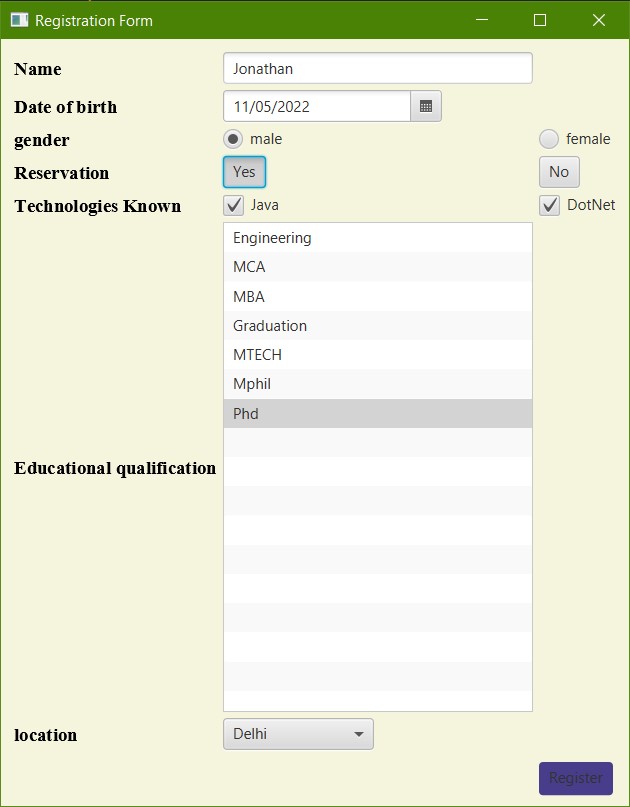 Registration Form
Name Jonathan
Date of birth 11/05/2022
gender male female
Reservation Yes No
Technologies Known Java DotNet
Engineering
MCA
MBA
Graduation
MTECH
Mphil
Phd
Educational qualification
location Delhi
Register